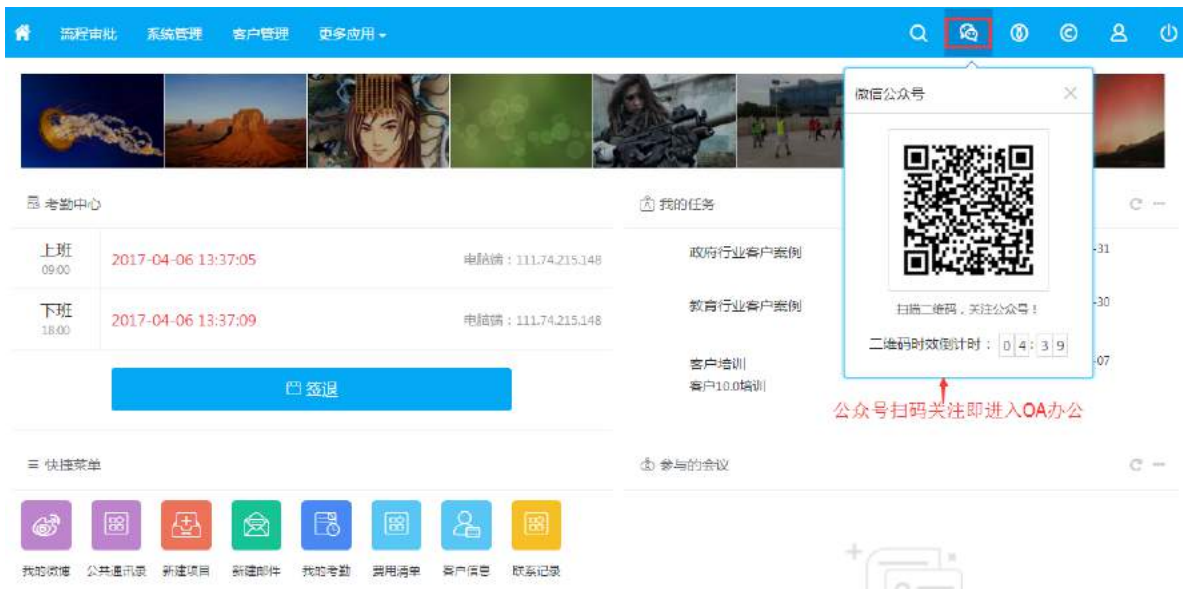 流程审批 系统管理 客户管理 更多应用
微信公众号
考勤中心
我的任务
上班
09:00
2017-04-06 13:37:05
电脑端：111.74.215.148
政府行业客户案例
-31
下班
18:00
2017-04-06 13:37:09
电脑端：111.74.215.148
教育行业客户案例
-30
扫描二维码，关注公众号！
二维码时效倒计时： 04:39
客户培训
客户10.0培训
-07
签退
公众号扫码关注即进入OA办公
快捷菜单
参与的会议
我的微博 公共通讯录 新建项目 新建邮件 我的考勤 费用清单 客户信息 联系记录